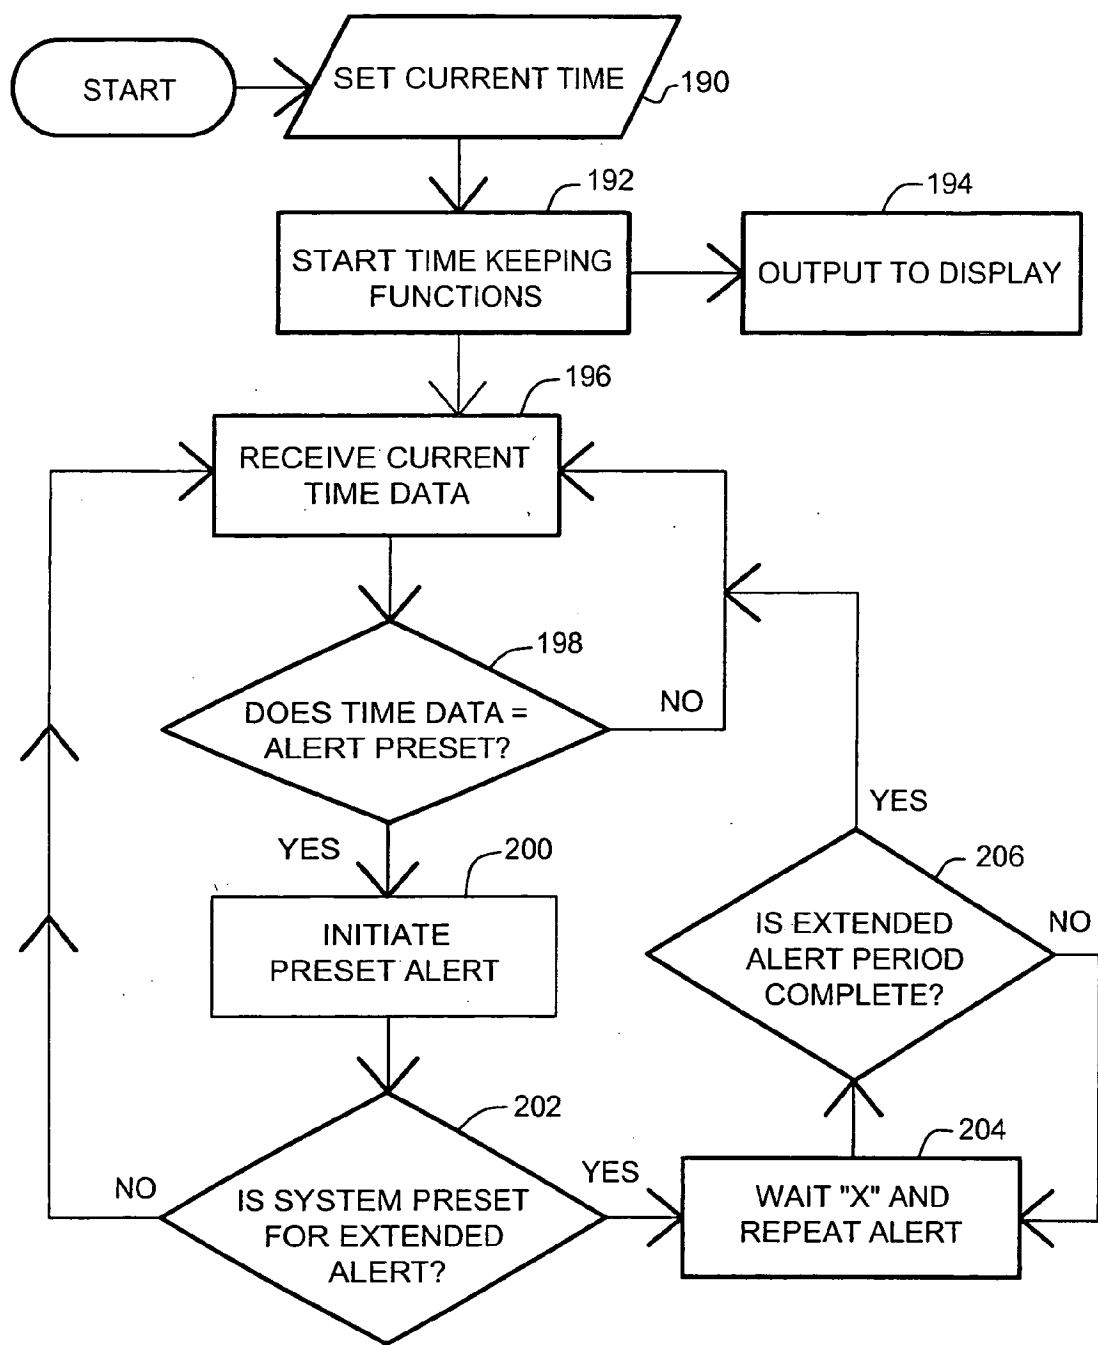 START
SET CURRENT TIME
190
192
START TIME KEEPING
FUNCTIONS
194
OUTPUT TO DISPLAY
196
RECEIVE CURRENT
TIME DATA
198
DOES TIME DATA =
ALERT PRESET?
NO
YES
200
INITIATE
PRESET ALERT
202
IS SYSTEM PRESET
FOR EXTENDED
ALERT?
NO
YES
204
WAIT "X" AND
REPEAT ALERT
206
IS EXTENDED
ALERT PERIOD
COMPLETE?
YES
NO